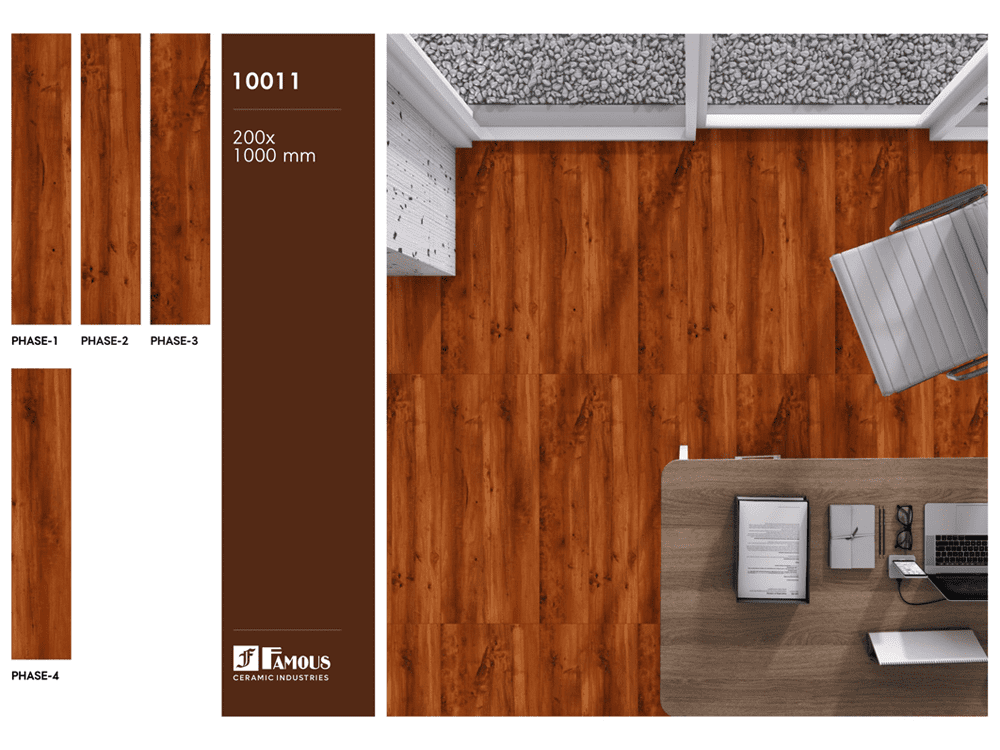 PHASE-1
PHASE-2
PHASE-3
PHASE-4
10011
200x
1000 mm
F FAMOUS
CERAMIC INDUSTRIES